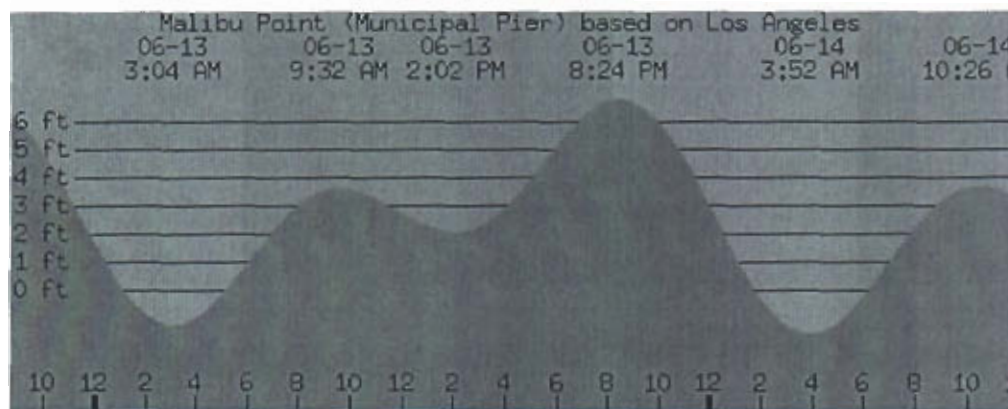 Malibu Point (Municipal Pier) based on Los Angeles
06-13 06-13 06-13 06-13 06-14 06-14
3:04 AM 9:32 AM 2:02 PM 8:24 PM 3:52 AM 10:26
6 ft
5 ft
4 ft
3 ft
2 ft
1 ft
0 ft
10 12 2 4 6 8 10 12 2 4 6 8 10 12 2 4 6 8 10